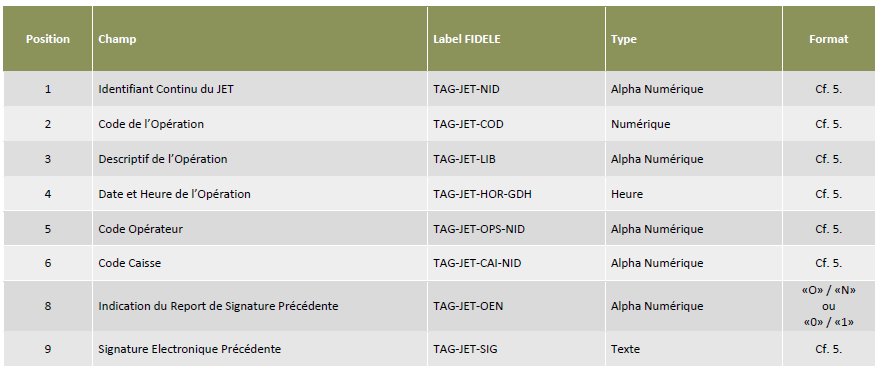 Position Champ Label FIDELE Type Format
1 Identifiant Continu du JET TAG-JET-NID Alpha Numérique Cf. 5.
2 Code de l’Opération TAG-JET-COD Numérique Cf. 5.
3 Descriptif de l’Opération TAG-JET-LIB Alpha Numérique Cf. 5.
4 Date et Heure de l’Opération TAG-JET-HOR-GDH Heure Cf. 5.
5 Code Opérateur TAG-JET-OPS-NID Alpha Numérique Cf. 5.
6 Code Caisse TAG-JET-CAI-NID Alpha Numérique Cf. 5.
8 Indication du Report de Signature Précédente TAG-JET-OEN Alpha Numérique «O» / «N»
ou
«0» / «1»
9 Signature Electronique Précédente TAG-JET-SIG Texte Cf. 5.